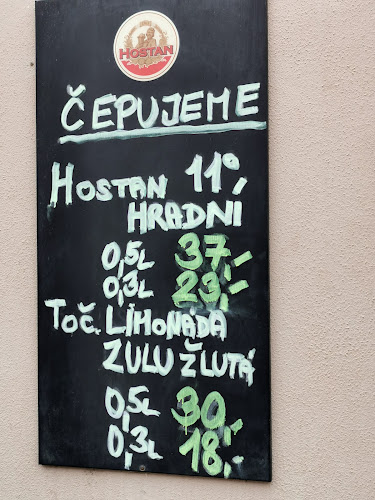 HOSTAN
ČEPUJEME
HOSTAN 11°,
HRADNI
0,5L 37,-
0,3L 23,-
TOČ. LIMONÁDA
ZULU ŽLUTÁ
0,5L 30,-
0,3L 18,-